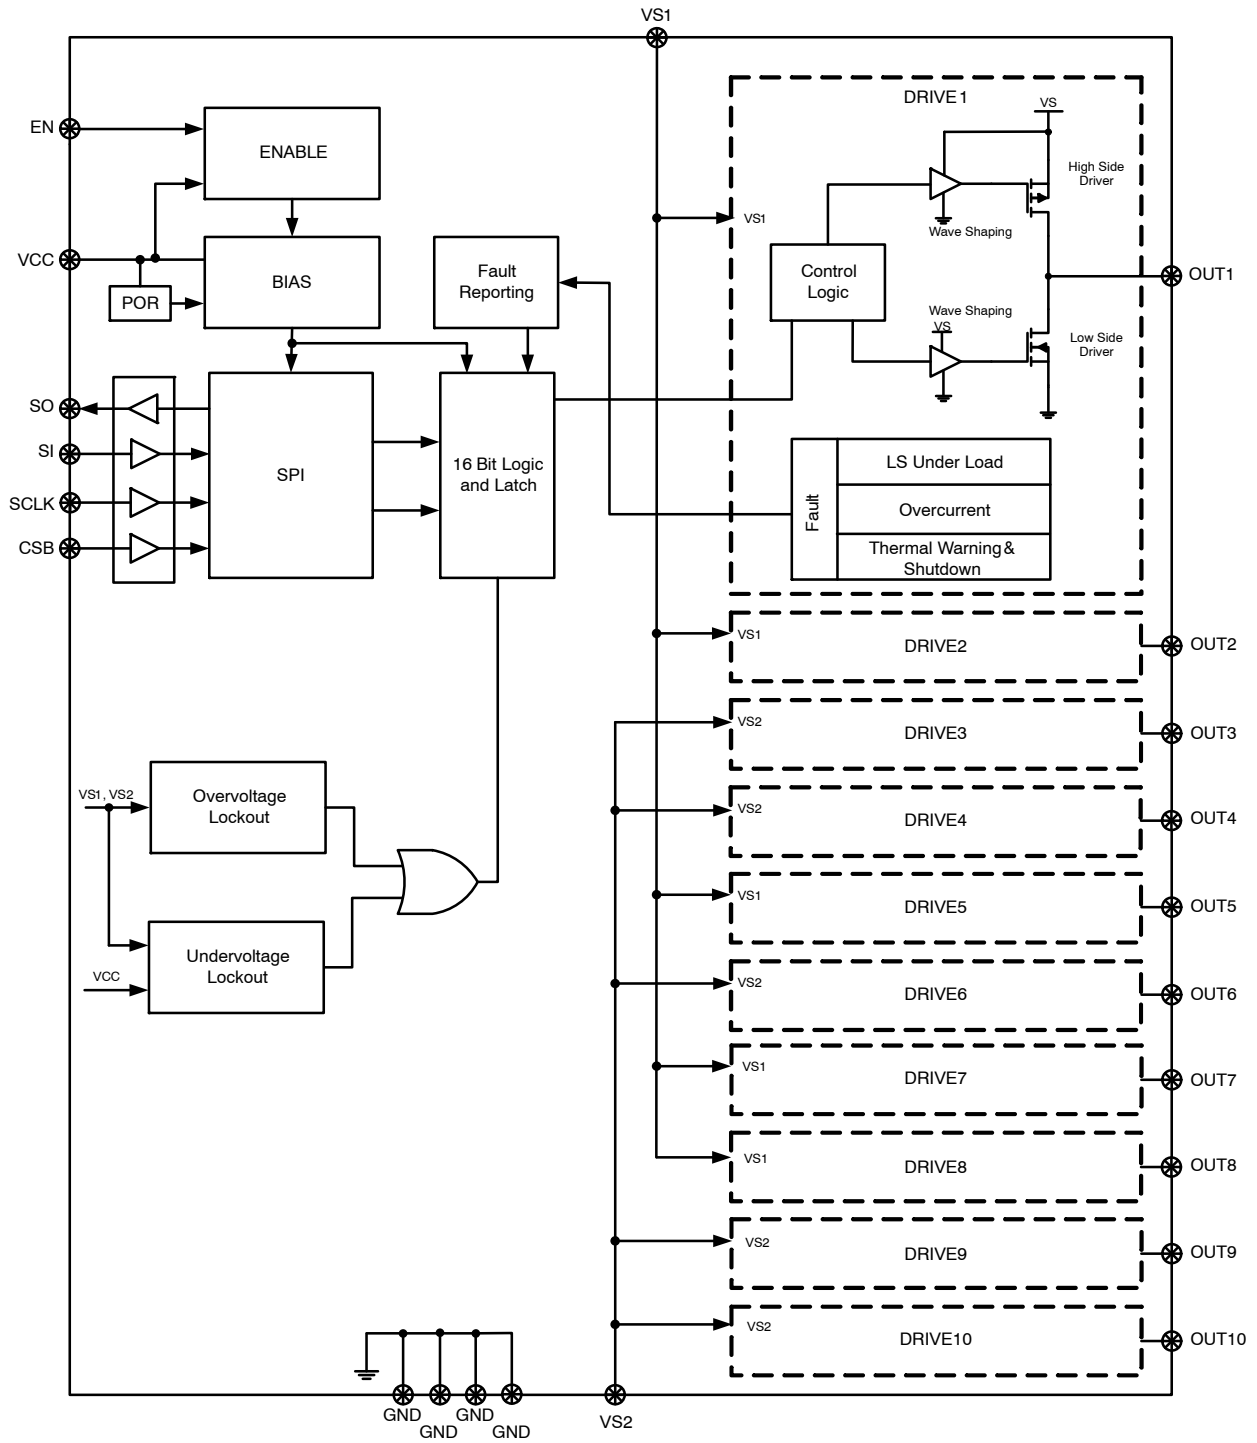 VS1
DRIVE1
VS
EN
ENABLE
High Side
Driver
VS1
Wave Shaping
VCC
BIAS
POR
Fault
Reporting
Control
Logic
OUT1
Wave Shaping
VS
Low Side
Driver
SO
SI
SCLK
CSB
SPI
16 Bit Logic
and Latch
Fault
LS Under Load
Overcurrent
Thermal Warning &
Shutdown
VS1
DRIVE2
OUT2
VS2
DRIVE3
OUT3
VS1, VS2
Overvoltage
Lockout
VS2
DRIVE4
OUT4
VS1
DRIVE5
OUT5
Undervoltage
Lockout
VCC
VS2
DRIVE6
OUT6
VS1
DRIVE7
OUT7
VS1
DRIVE8
OUT8
VS2
DRIVE9
OUT9
VS2
DRIVE10
OUT10
GND
GND
GND
GND
VS2